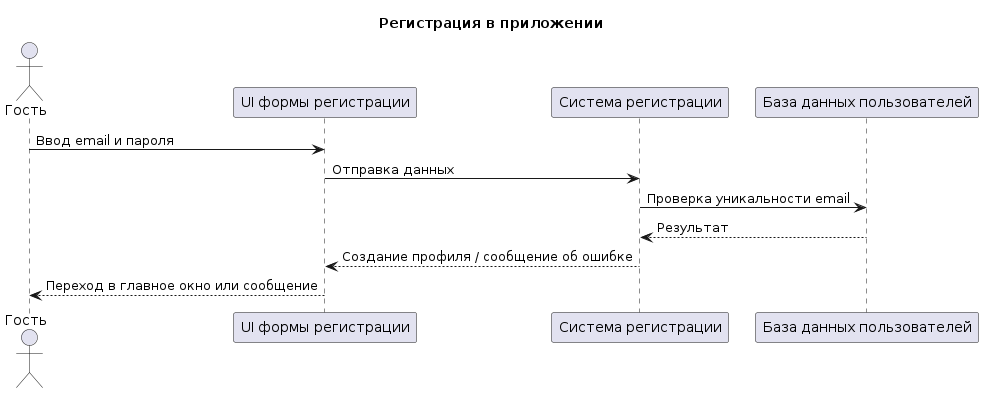 Регистрация в приложении
Гость
UI формы регистрации
Система регистрации
База данных пользователей
Ввод email и пароля
Отправка данных
Проверка уникальности email
Результат
Создание профиля / сообщение об ошибке
Переход в главное окно или сообщение
Гость
UI формы регистрации
Система регистрации
База данных пользователей